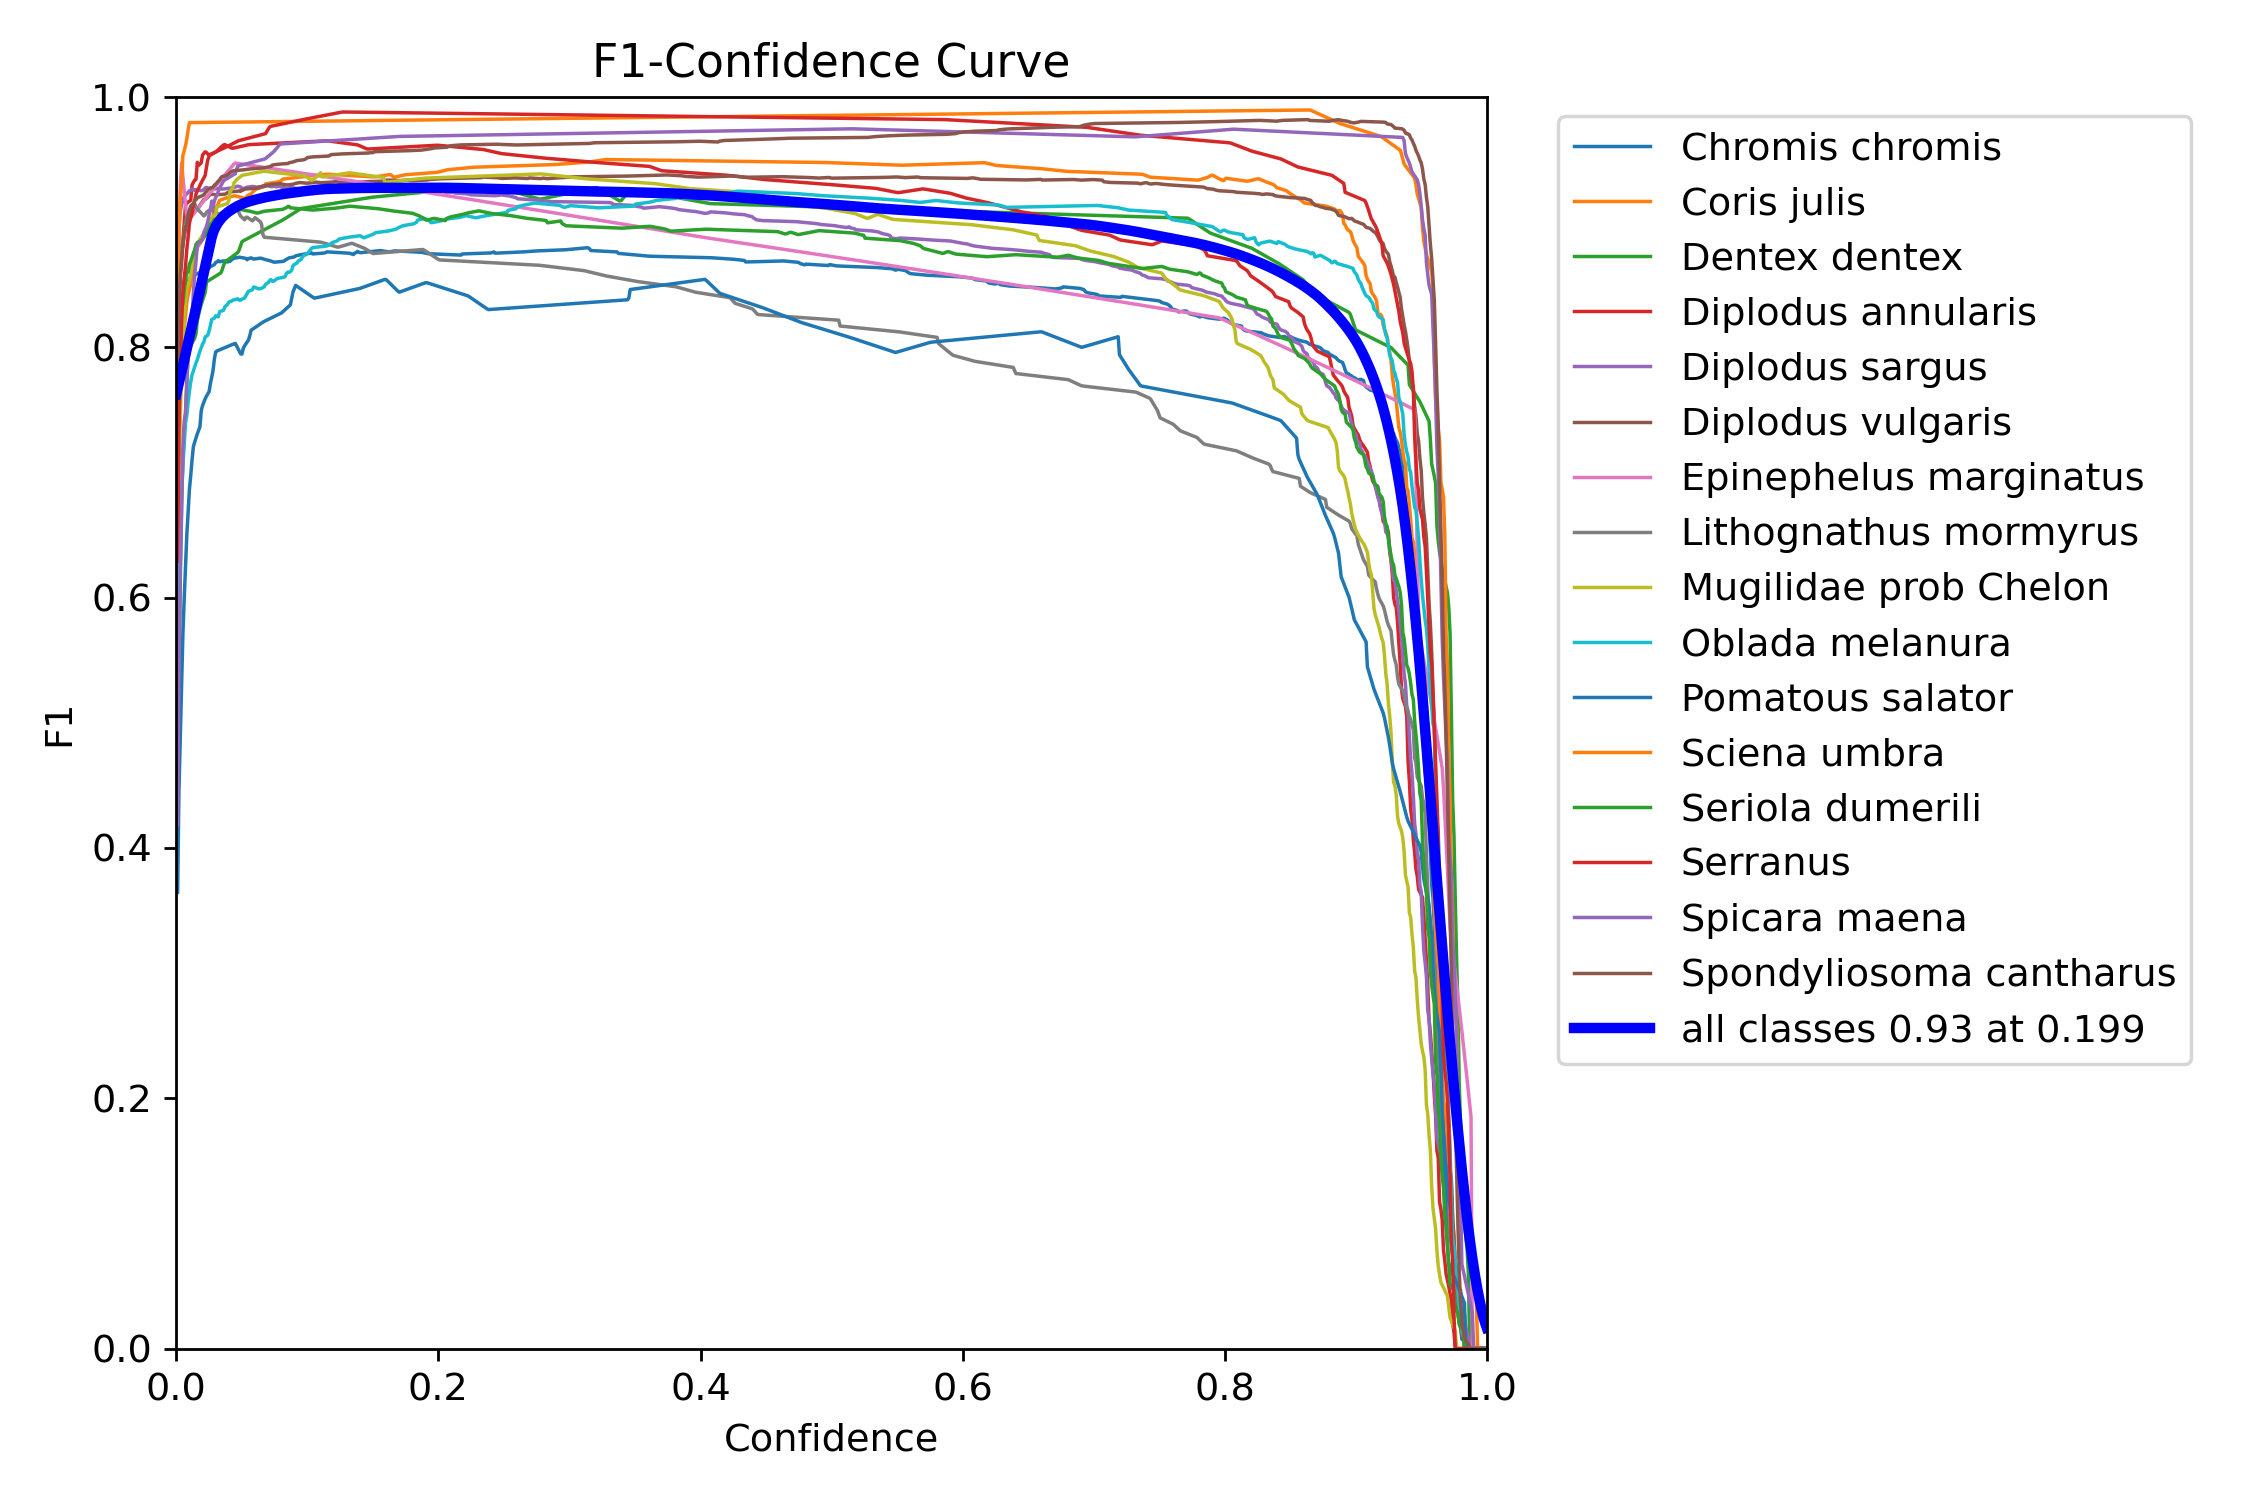 F1-Confidence Curve
1.0
0.8
0.6
0.4
0.2
0.0
F1
0.0 0.2 0.4 0.6 0.8 1.0
Confidence
Chromis chromis
Coris julis
Dentex dentex
Diplodus annularis
Diplodus sargus
Diplodus vulgaris
Epinephelus marginatus
Lithognathus mormyrus
Mugilidae prob Chelon
Oblada melanura
Pomatous salator
Sciena umbra
Seriola dumerili
Serranus
Spicara maena
Spondyliosoma cantharus
all classes 0.93 at 0.199